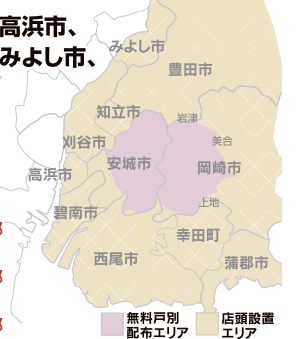 高浜市、
みよし市、
みよし市
豊田市
知立市
岩津
刈谷市
美合
安城市
岡崎市
高浜市
上地
碧南市
幸田町
西尾市
蒲郡市
無料戸別
配布エリア
店頭設置
エリア